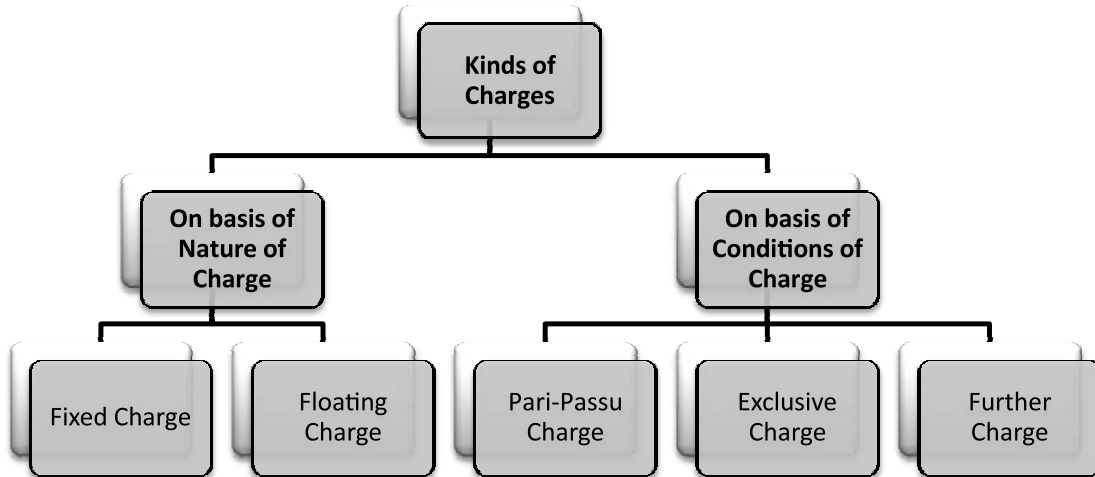 Kinds of
Charges
On basis of
Nature of
Charge
On basis of
Conditions of
Charge
Fixed Charge
Floating
Charge
Pari-Passu
Charge
Exclusive
Charge
Further
Charge